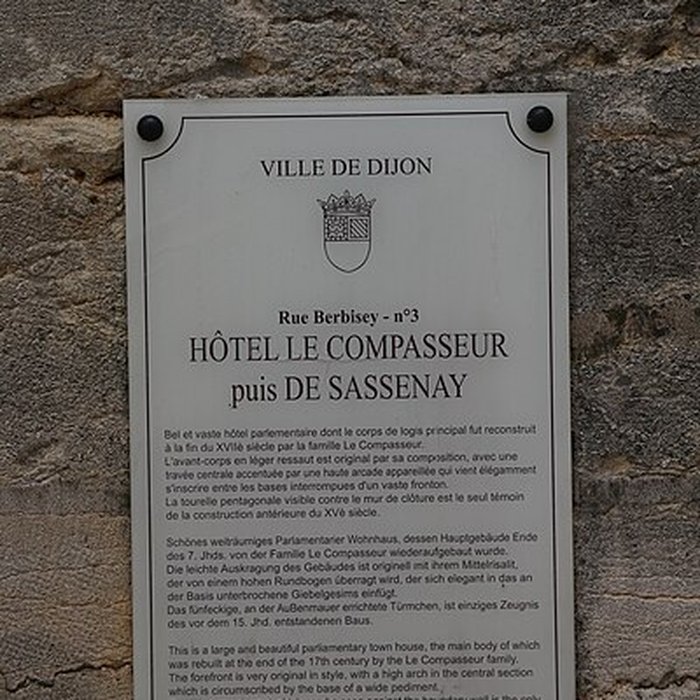 VILLE DE DIJON
Rue Berbisey - n°3
HÔTEL LE COMPASSEUR
puis DE SASSENAY
Bel et vaste hôtel parlementaire dont le corps de logis principal fut reconstruit
à la fin du XVIIè siècle par la famille Le Compasseur.
L'avant-corps en léger ressaut est original par sa composition, avec une
travée centrale accentuée par une haute arcade appareillée qui vient élégamment
s'inscrire entre les bases interrompues d'un vaste fronton.
La tourelle pentagonale visible contre le mur de clôture est le seul témoin
de la construction antérieure du XVè siècle.
Schönes weiträumiges Parlamentarier Wohnhaus, dessen Hauptgebäude Ende
des 7. Jhds. von der Familie Le Compasseur wiederaufgebaut wurde.
Die leichte Auskragung des Gebäudes ist originell mit ihrem Mittelrisalit,
der von einem hohen Rundbogen überragt wird, der sich elegant in das an
der Basis unterbrochene Giebelgesims einfügt.
Das fünfeckige, an der Außenmauer errichtete Türmchen, ist einziges Zeugnis
des vor dem 15. Jhd. entstandenen Baus.
This is a large and beautiful parliamentary town house, the main body of which
was rebuilt at the end of the 17th century by the Le Compasseur family.
The forefront is very original in style, with a high arch in the central section
which is circumscribed by the base of a wide pediment.